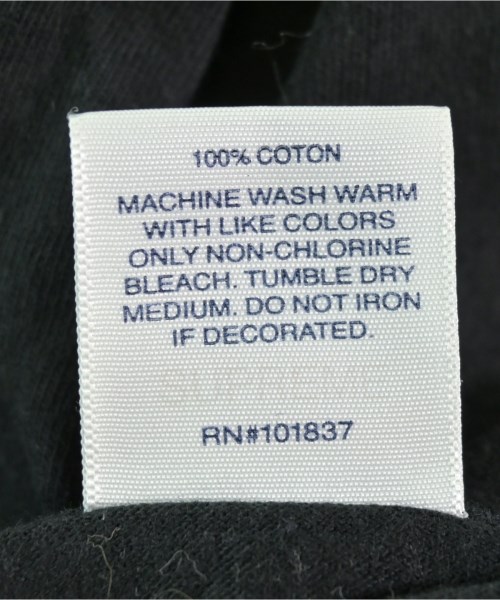 100% COTON
MACHINE WASH WARM
WITH LIKE COLORS
ONLY NON-CHLORINE
BLEACH. TUMBLE DRY
MEDIUM. DO NOT IRON
IF DECORATED.
RN#101837